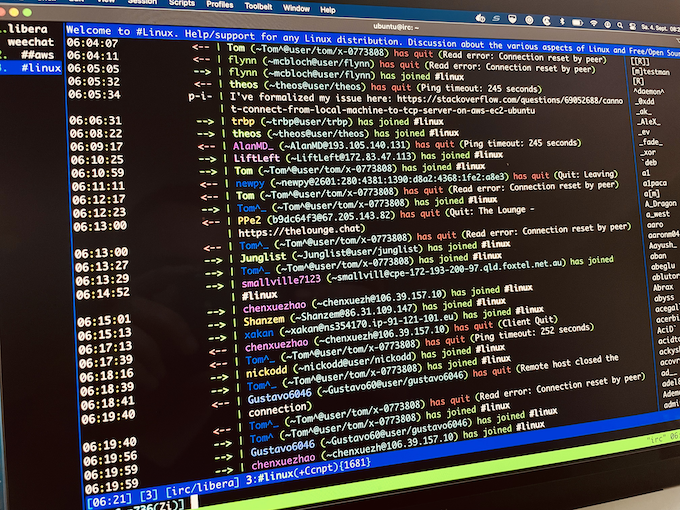 View Session Scripts Profiles Toolbelt Window Help
ubuntu@irc: ~
1.libera
weechat
2. ##aws
3. #linux
Welcome to #Linux. Help/support for any Linux distribution. Discussion about the various aspects of Linux and Free/Open Sour
06:04:07 <-- | Tom (~Tom^@user/tom/x-0773808) has quit (Read error: Connection reset by peer)
06:04:11 <-- | flynn (~mcbloch@user/flynn) has quit (Read error: Connection reset by peer)
06:05:05 --> | flynn (~mcbloch@user/flynn) has joined #linux
06:05:32 <-- | theos (~theos@user/theos) has quit (Ping timeout: 245 seconds)
06:05:34 p-i- | I've formalized my issue here: https://stackoverflow.com/questions/69052688/canno
| t-connect-from-local-machine-to-tcp-server-on-aws-ec2-ubuntu
06:06:31 --> | trbp (~trbp@user/trbp) has joined #linux
06:08:22 --> | theos (~theos@user/theos) has joined #linux
06:09:17 <-- | AlanMD_ (~AlanMD@193.105.140.131) has quit (Ping timeout: 245 seconds)
06:10:25 --> | LiftLeft (~LiftLeft@172.83.47.113) has joined #linux
06:10:59 --> | Tom (~Tom^@user/tom/x-0773808) has joined #linux
06:11:11 <-- | newpy (~newpy@2601:280:4381:1390:d8a2:4368:1fe2:a8e3) has quit (Quit: Leaving)
06:12:17 <-- | Tom (~Tom^@user/tom/x-0773808) has quit (Read error: Connection reset by peer)
06:12:23 --> | Tom^_ (~Tom^@user/tom/x-0773808) has joined #linux
06:13:00 <-- | PPe2 (b9dc64f3@67.205.143.82) has quit (Quit: The Lounge -
| https://thelounge.chat)
06:13:00 <-- | Tom^_ (~Tom^@user/tom/x-0773808) has quit (Read error: Connection reset by peer)
06:13:27 --> | Junglist (~Junglist@user/junglist) has joined #linux
06:13:29 --> | Tom^_ (~Tom^@user/tom/x-0773808) has joined #linux
06:14:52 --> | smallville7123 (~smallvill@cpe-172-193-200-97.qld.foxtel.net.au) has joined
| #linux
06:15:01 --> | chenxuezhao (~chenxuezh@106.39.157.10) has joined #linux
06:15:13 --> | Shanzem (~Shanzem@86.31.109.147) has joined #linux
06:17:13 --> | xakan (~xakan@ns354170.ip-91-121-101.eu) has joined #linux
06:17:39 <-- | chenxuezhao (~chenxuezh@106.39.157.10) has quit (Client Quit)
06:18:16 <-- | Tom^_ (~Tom^@user/tom/x-0773808) has quit (Ping timeout: 252 seconds)
06:18:39 --> | nickodd (~nickodd@user/nickodd) has joined #linux
06:18:41 --> | Tom^_ (~Tom^@user/tom/x-0773808) has joined #linux
06:19:40 <-- | Gustavo6046 (~Gustavo60@user/gustavo6046) has quit (Remote host closed the
| connection)
06:19:40 <-- | Tom^_ (~Tom^@user/tom/x-0773808) has quit (Read error: Connection reset by peer)
06:19:56 --> | Tom^ (~Tom^@user/tom/x-0773808) has joined #linux
06:19:59 --> | Gustavo6046 (~Gustavo60@user/gustavo6046) has joined #linux
06:19:59 --> | chenxuezhao (~chenxuezh@106.39.157.10) has joined #linux
[[R]]
[m]testman
[R]
^daemon^
_0xdd
_ak_
_AleX_
_ev
_fade_
_xor
a1
a1paca
a[m]
A_Dragon
a_west
aaro
aaronm04
Aayush_
aban
abeglu
ablutor
Abrax
abyss
AciD`
[06:21] [3] [irc/libera] 3:#linux(+Ccnpt){1681}
"irc"